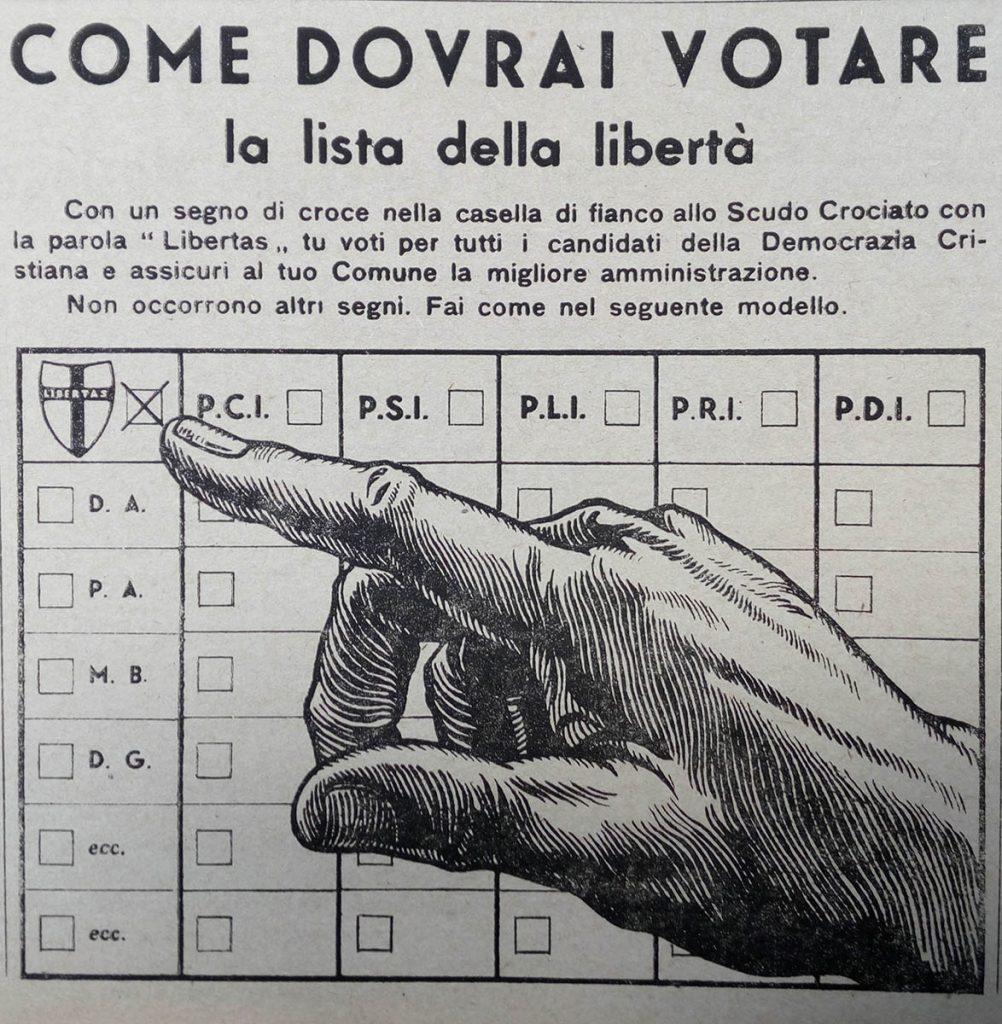 COME DOVRAI VOTARE
la lista della libertà
Con un segno di croce nella casella di fianco allo Scudo Crociato con
la parola “ Libertas „ tu voti per tutti i candidati della Democrazia Cri-
stiana e assicuri al tuo Comune la migliore amministrazione.
Non occorrono altri segni. Fai come nel seguente modello.
LIBERTAS P.C.I. P.S.I. P.L.I. P.R.I. P.D.I.
D. A.
P. A.
M. B.
D. G.
ecc.
ecc.